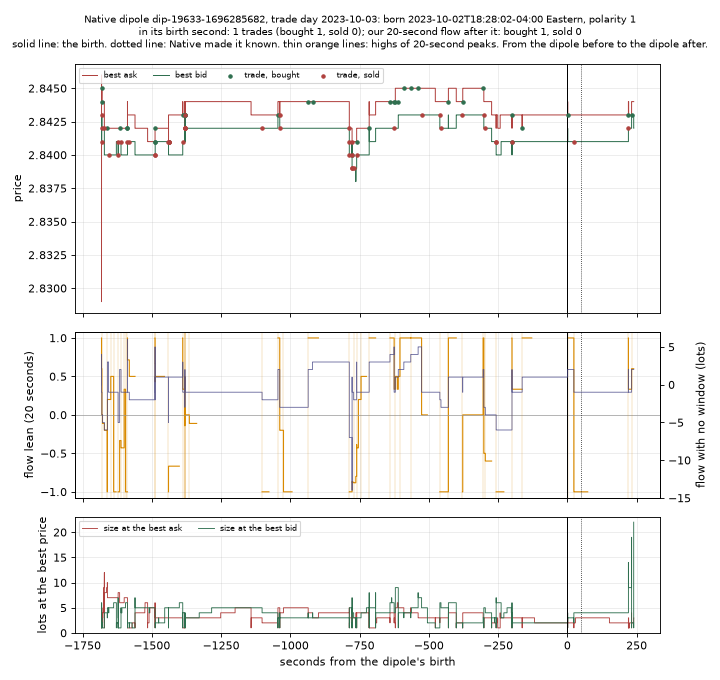 Native dipole dip-19633-1696285682, trade day 2023-10-03: born 2023-10-02T18:28:02-04:00 Eastern, polarity 1
in its birth second: 1 trades (bought 1, sold 0); our 20-second flow after it: bought 1, sold 0
solid line: the birth. dotted line: Native made it known. thin orange lines: highs of 20-second peaks. From the dipole before to the dipole after.
best ask
best bid
trade, bought
trade, sold
2.8450
2.8425
2.8400
2.8375
2.8350
2.8325
2.8300
price
1.0
0.5
0.0
−0.5
−1.0
flow lean (20 seconds)
5
0
−5
−10
−15
flow with no window (lots)
size at the best ask
size at the best bid
20
15
10
5
0
lots at the best price
−1750
−1500
−1250
−1000
−750
−500
−250
0
250
seconds from the dipole's birth